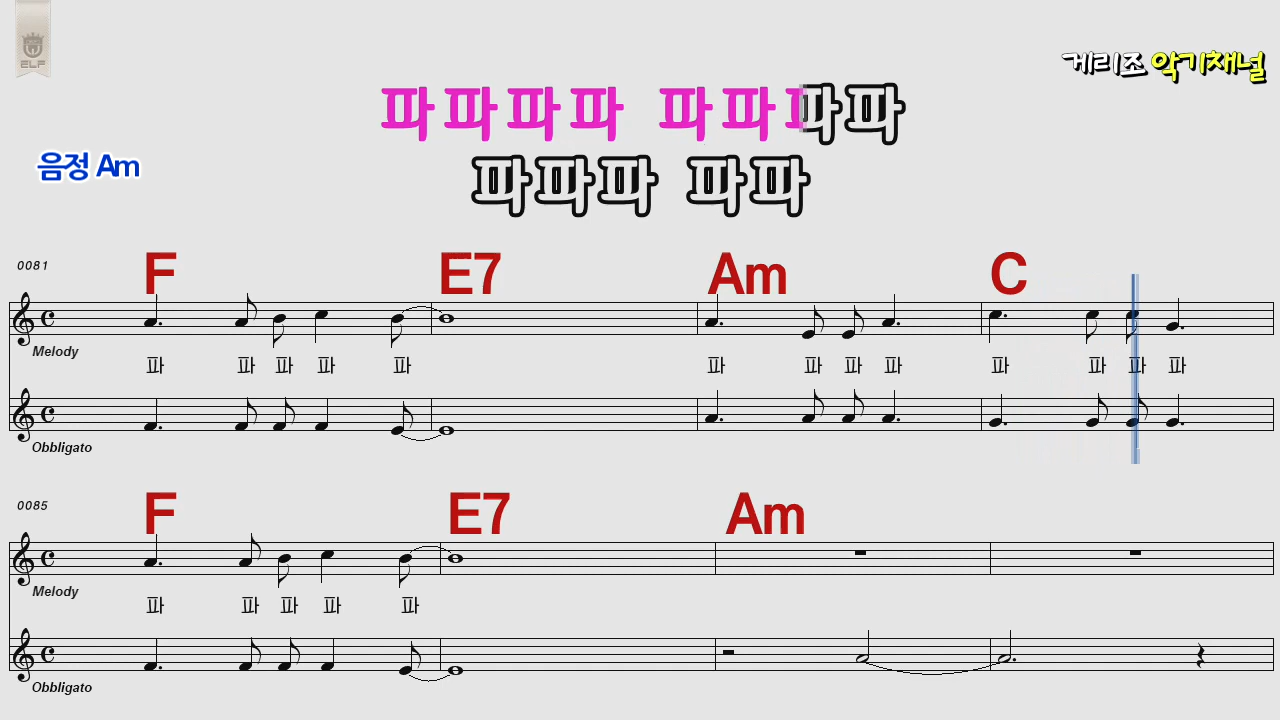 ELF
게리조 악기채널
파파파파 파파파파
음정 Am
파파파 파파
0081
F E7 Am C
Melody
파 파 파 파 파 파 파 파 파 파 파 파 파
Obbligato
0085
F E7 Am
Melody
파 파 파 파 파
Obbligato